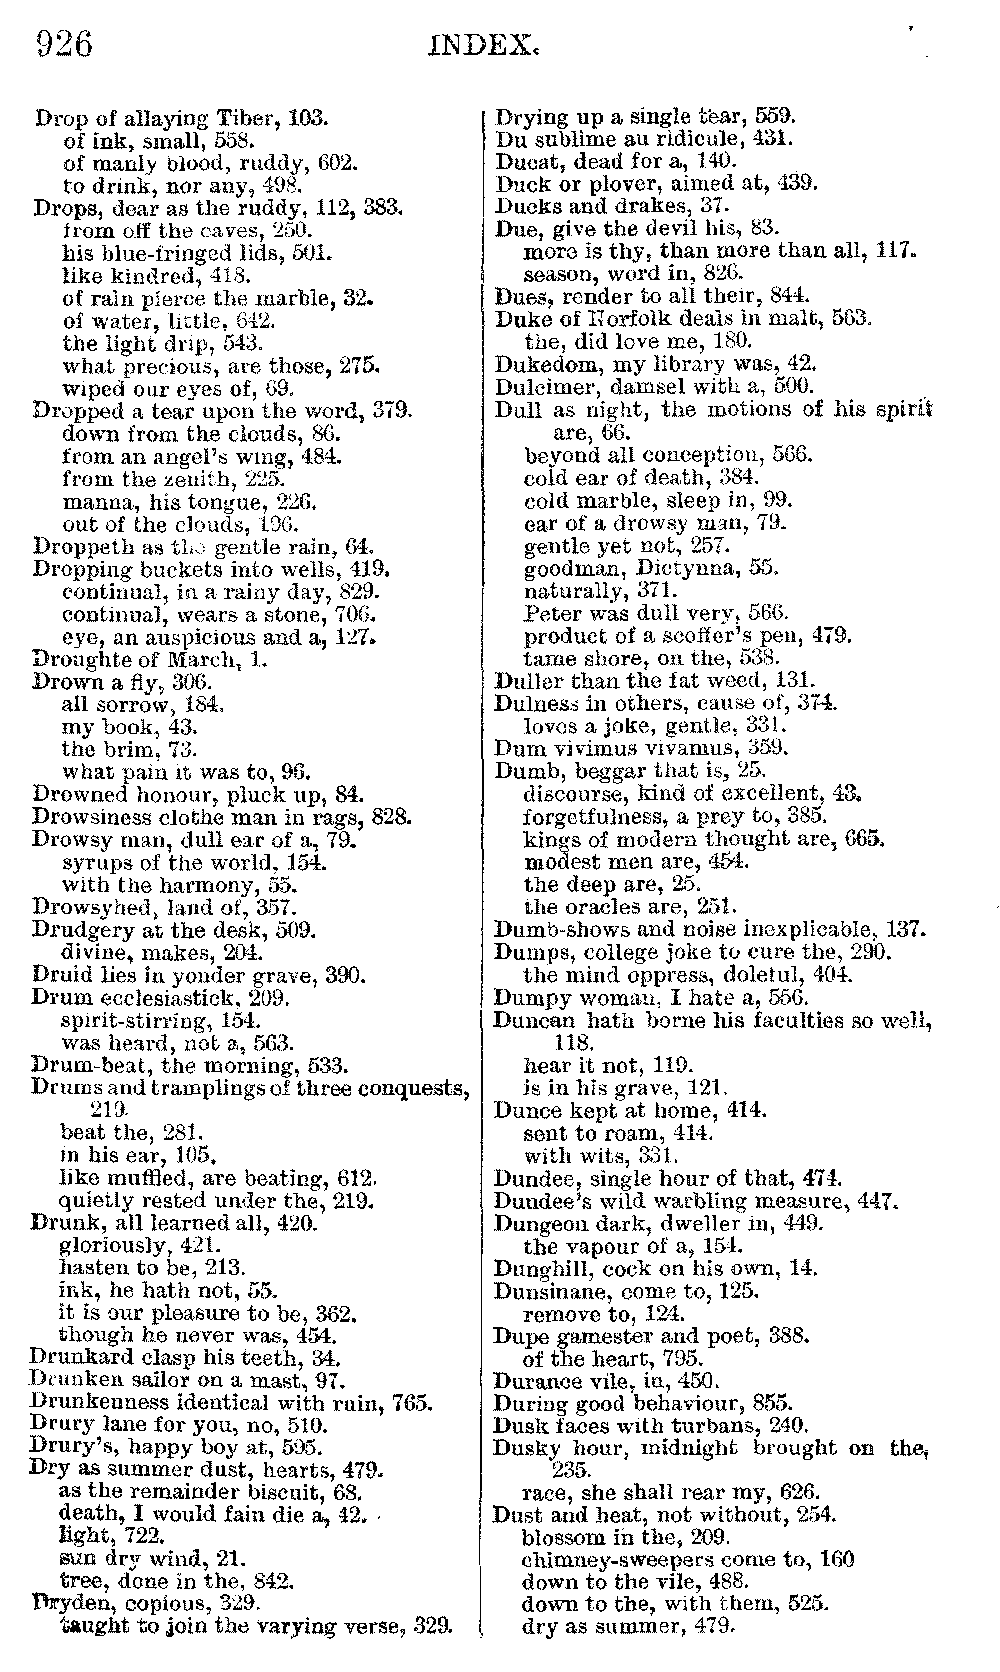 926 INDEX.
Drop of allaying Tiber, 103.
of ink, small, 558.
of manly blood, ruddy, 602.
to drink, nor any, 498.
Drops, dear as the ruddy, 112, 383.
from off the eaves, 250.
his blue-fringed lids, 501.
like kindred, 418.
of rain pierce the marble, 32.
of water, little, 642.
the light drip, 543.
what precious, are those, 275.
wiped our eyes of, 69.
Dropped a tear upon the word, 379.
down from the clouds, 86.
from an angel's wing, 484.
from the zenith, 225.
manna, his tongue, 226.
out of the clouds, 196.
Droppeth as the gentle rain, 64.
Dropping buckets into wells, 419.
continual, in a rainy day, 829.
continual, wears a stone, 706.
eye, an auspicious and a, 127.
Droughte of March, 1.
Drown a fly, 306.
all sorrow, 184.
my book, 43.
the brim, 73.
what pain it was to, 96.
Drowned honour, pluck up, 84.
Drowsiness clothe man in rags, 828.
Drowsy man, dull ear of a, 79.
syrups of the world, 154.
with the harmony, 55.
Drowsyhed, land of, 357.
Drudgery at the desk, 509.
divine, makes, 204.
Druid lies in yonder grave, 390.
Drum ecclesiastick, 209.
spirit-stirring, 154.
was heard, not a, 563.
Drum-beat, the morning, 533.
Drums and tramplings of three conquests,
219.
beat the, 281.
in his ear, 105.
like muffled, are beating, 612.
quietly rested under the, 219.
Drunk, all learned all, 420.
gloriously, 421.
hasten to be, 213.
ink, he hath not, 55.
it is our pleasure to be, 362.
though he never was, 454.
Drunkard clasp his teeth, 34.
Drunken sailor on a mast, 97.
Drunkenness identical with ruin, 765.
Drury lane for you, no, 510.
Drury's, happy boy at, 595.
Dry as summer dust, hearts, 479.
as the remainder biscuit, 68.
death, I would fain die a, 42.
light, 722.
sun dry wind, 21.
tree, done in the, 842.
Dryden, copious, 329.
taught to join the varying verse, 329.
Drying up a single tear, 559.
Du sublime au ridicule, 431.
Ducat, dead for a, 140.
Duck or plover, aimed at, 439.
Ducks and drakes, 37.
Due, give the devil his, 83.
more is thy, than more than all, 117.
season, word in, 826.
Dues, render to all their, 844.
Duke of Norfolk deals in malt, 563.
the, did love me, 180.
Dukedom, my library was, 42.
Dulcimer, damsel with a, 500.
Dull as night, the motions of his spirit
are, 66.
beyond all conception, 566.
cold ear of death, 384.
cold marble, sleep in, 99.
ear of a drowsy man, 79.
gentle yet not, 257.
goodman, Dictynna, 55.
naturally, 371.
Peter was dull very, 566.
product of a scoffer's pen, 479.
tame shore, on the, 538.
Duller than the fat weed, 131.
Dulness in others, cause of, 374.
loves a joke, gentle, 331.
Dum vivimus vivamus, 359.
Dumb, beggar that is, 25.
discourse, kind of excellent, 43.
forgetfulness, a prey to, 385.
kings of modern thought are, 665.
modest men are, 454.
the deep are, 25.
the oracles are, 251.
Dumb-shows and noise inexplicable, 137.
Dumps, college joke to cure the, 290.
the mind oppress, doleful, 404.
Dumpy woman, I hate a, 556.
Duncan hath borne his faculties so well,
118.
hear it not, 119.
is in his grave, 121.
Dunce kept at home, 414.
sent to roam, 414.
with wits, 331.
Dundee, single hour of that, 474.
Dundee's wild warbling measure, 447.
Dungeon dark, dweller in, 449.
the vapour of a, 154.
Dunghill, cock on his own, 14.
Dunsinane, come to, 125.
remove to, 124.
Dupe gamester and poet, 388.
of the heart, 795.
Durance vile, in, 450.
During good behaviour, 855.
Dusk faces with turbans, 240.
Dusky hour, midnight brought on the,
235.
race, she shall rear my, 626.
Dust and heat, not without, 254.
blossom in the, 209.
chimney-sweepers come to, 160
down to the vile, 488.
down to the, with them, 525.
dry as summer, 479.